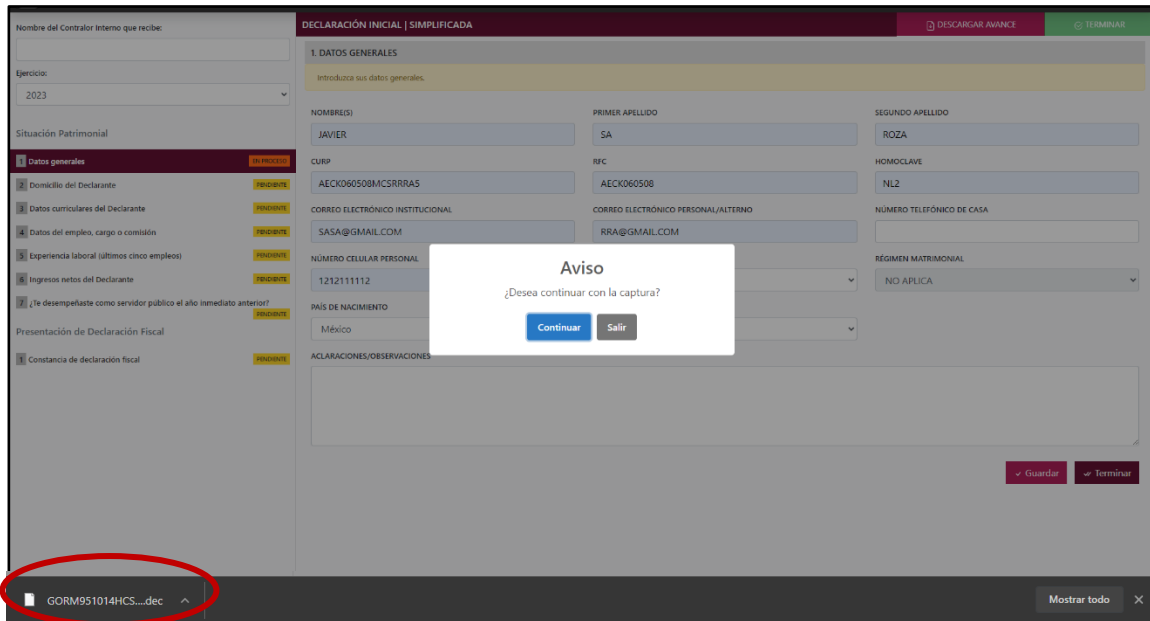 Nombre del Contralor Interno que recibe:
Ejercicio:
2023
Situación Patrimonial
1 Datos generales EN PROCESO
2 Domicilio del Declarante PENDIENTE
3 Datos curriculares del Declarante PENDIENTE
4 Datos del empleo, cargo o comisión PENDIENTE
5 Experiencia laboral (últimos cinco empleos) PENDIENTE
6 Ingresos netos del Declarante PENDIENTE
7 ¿Te desempeñaste como servidor público el año inmediato anterior?
PENDIENTE
Presentación de Declaración Fiscal
1 Constancia de declaración fiscal PENDIENTE
DECLARACIÓN INICIAL | SIMPLIFICADA DESCARGAR AVANCE TERMINAR
1. DATOS GENERALES
Introduzca sus datos generales.
NOMBRE(S) PRIMER APELLIDO SEGUNDO APELLIDO
JAVIER SA ROZA
CURP RFC HOMOCLAVE
AECK060508MCSRRRA5 AECK060508 NL2
CORREO ELECTRÓNICO INSTITUCIONAL CORREO ELECTRÓNICO PERSONAL/ALTERNO NÚMERO TELEFÓNICO DE CASA
SASA@GMAIL.COM RRA@GMAIL.COM
NÚMERO CELULAR PERSONAL RÉGIMEN MATRIMONIAL
1212111112 NO APLICA
PAÍS DE NACIMIENTO
México
ACLARACIONES/OBSERVACIONES
Aviso
¿Desea continuar con la captura?
Continuar Salir
Guardar Terminar
GORM951014HCS....dec Mostrar todo